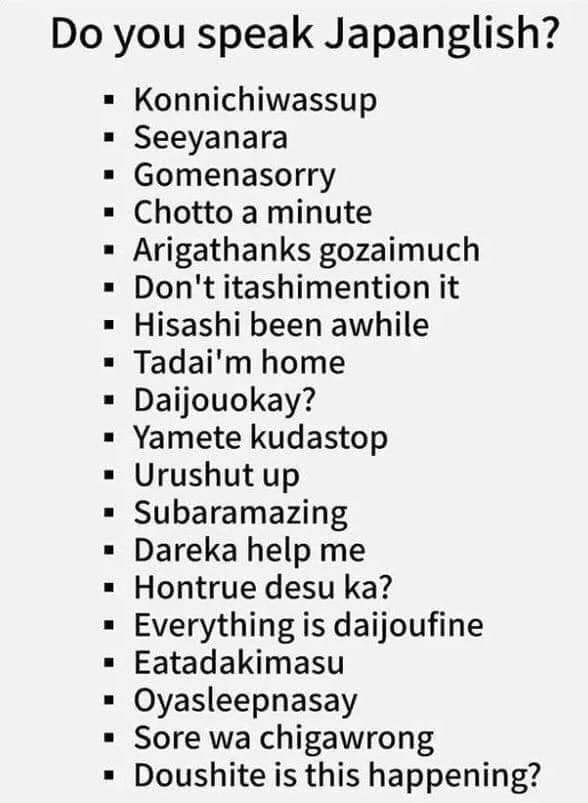 Do you speak Japanglish?
▪ Konnichiwassup
▪ Seeyanara
▪ Gomenasorry
▪ Chotto a minute
▪ Arigathanks gozaimuch
▪ Don't itashimention it
▪ Hisashi been awhile
▪ Tadai'm home
▪ Daijouokay?
▪ Yamete kudastop
▪ Urushut up
▪ Subaramazing
▪ Dareka help me
▪ Hontrue desu ka?
▪ Everything is daijoufine
▪ Eatadakimasu
▪ Oyasleepnasay
▪ Sore wa chigawrong
▪ Doushite is this happening?